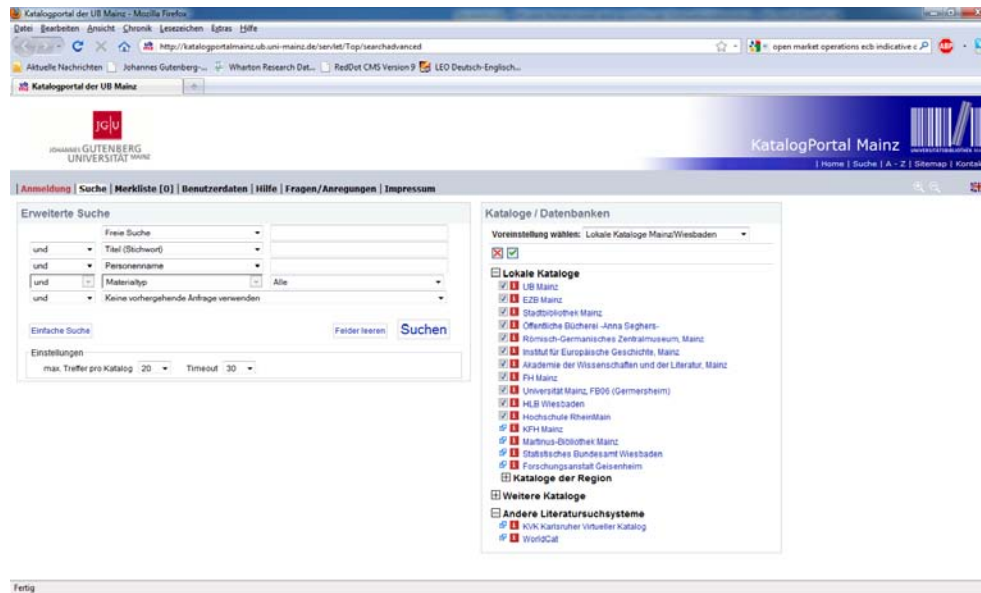 Katalogportal der UB Mainz - Mozilla Firefox
Datei Bearbeiten Ansicht Chronik Lesezeichen Extras Hilfe
http://katalogportalmainz.ub.uni-mainz.de/servlet/Top/searchadvanced
open market operations ecb indicative c
ABP
Aktuelle Nachrichten Johannes Gutenberg-... Wharton Research Dat... RedDot CMS Version 9 LEO Deutsch-Englisch...
Katalogportal der UB Mainz
JG|U
JOHANNES GUTENBERG
UNIVERSITÄT MAINZ
KatalogPortal Mainz
| Home | Suche | A - Z | Sitemap | Kontak
| Anmeldung | Suche | Merkliste [0] | Benutzerdaten | Hilfe | Fragen/Anregungen | Impressum
Erweiterte Suche
Freie Suche
und Titel (Stichwort)
und Personenname
und Materialtyp Alle
und Keine vorhergehende Anfrage verwenden
Einfache Suche Felder leeren Suchen
Einstellungen
max. Treffer pro Katalog 20 Timeout 30
Kataloge / Datenbanken
Voreinstellung wählen: Lokale Kataloge Mainz/Wiesbaden
Lokale Kataloge
UB Mainz
EZB Mainz
Stadtbibliothek Mainz
Öffentliche Bücherei -Anna Seghers-
Römisch-Germanisches Zentralmuseum, Mainz
Institut für Europäische Geschichte, Mainz
Akademie der Wissenschaften und der Literatur, Mainz
FH Mainz
Universität Mainz, FB06 (Germersheim)
HLB Wiesbaden
Hochschule RheinMain
KFH Mainz
Martinus-Bibliothek Mainz
Statistisches Bundesamt Wiesbaden
Forschungsanstalt Geisenheim
Kataloge der Region
Weitere Kataloge
Andere Literatursuchsysteme
KVK Karlsruher Virtueller Katalog
WorldCat
Fertig